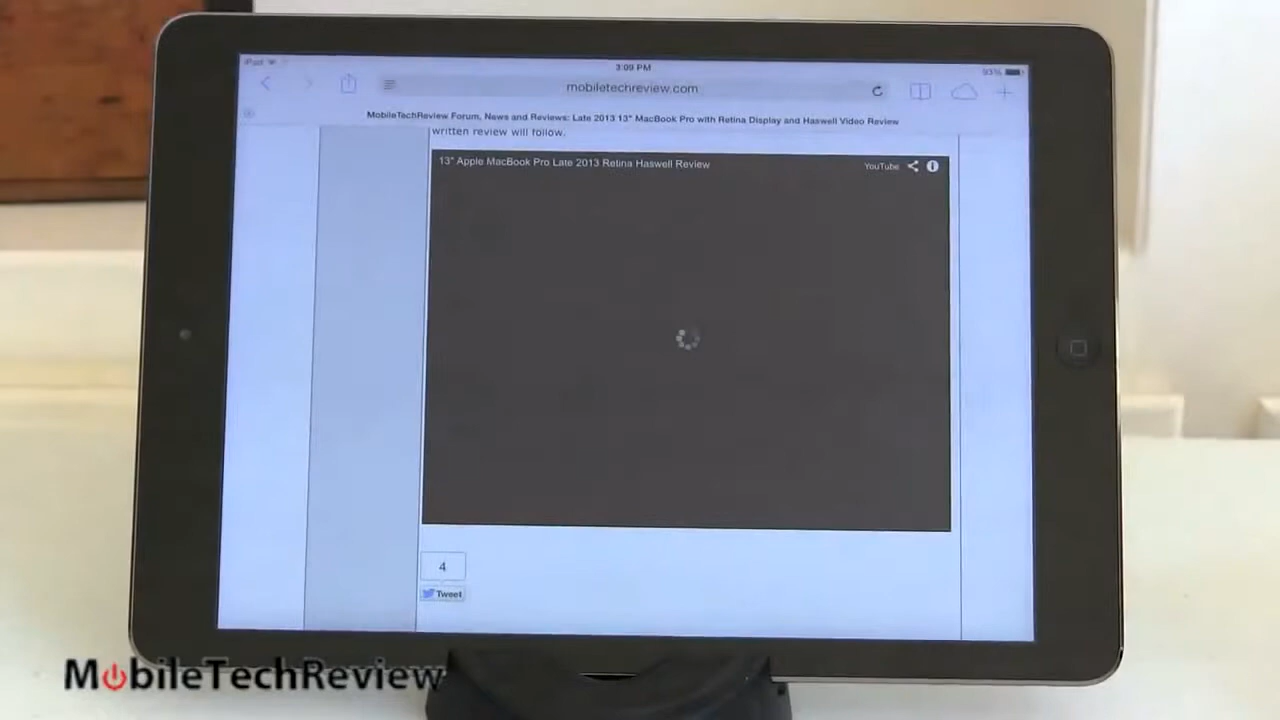 iPad
3:09 PM
93%
mobiletechreview.com
MobileTechReview Forum, News and Reviews: Late 2013 13" MacBook Pro with Retina Display and Haswell Video Review
written review will follow.
13" Apple MacBook Pro Late 2013 Retina Haswell Review
YouTube
4
Tweet
MobileTechReview